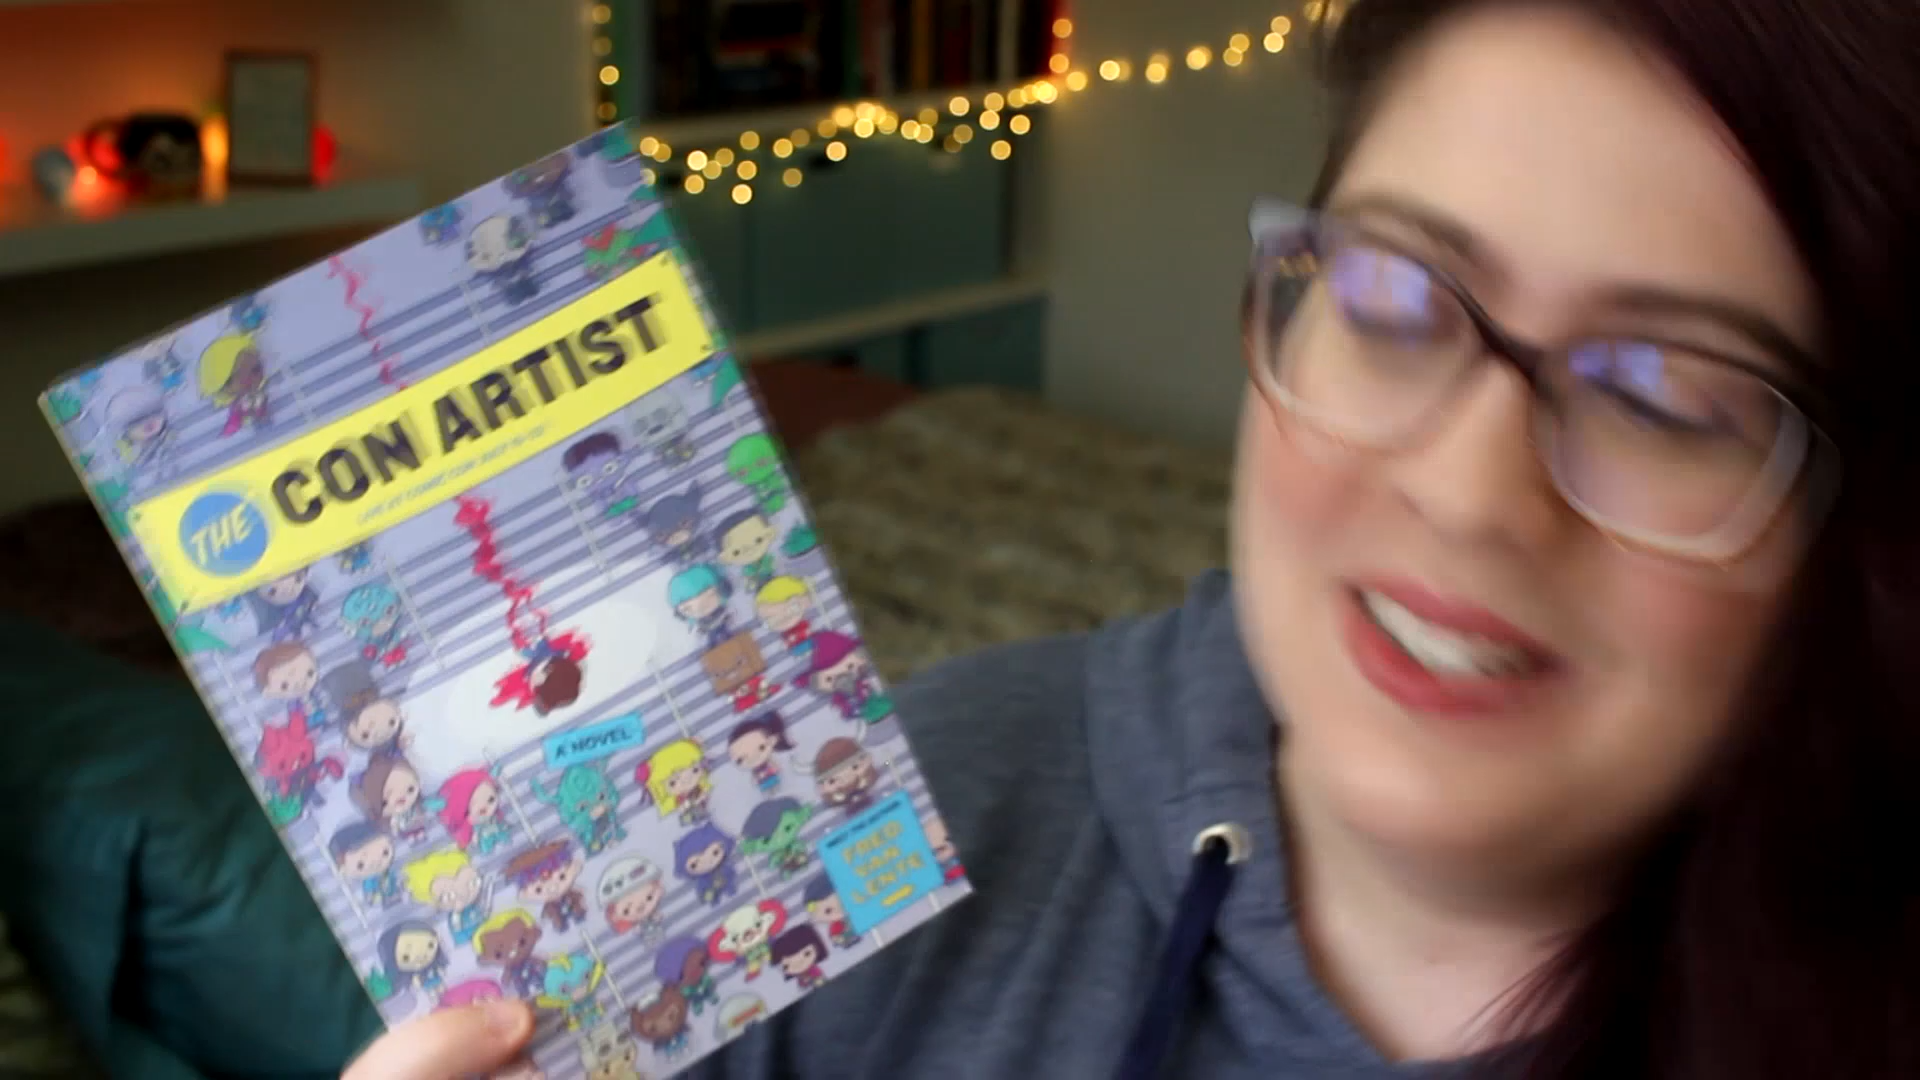 THE CON ARTIST
A NOVEL
FRED
VAN
LENTE